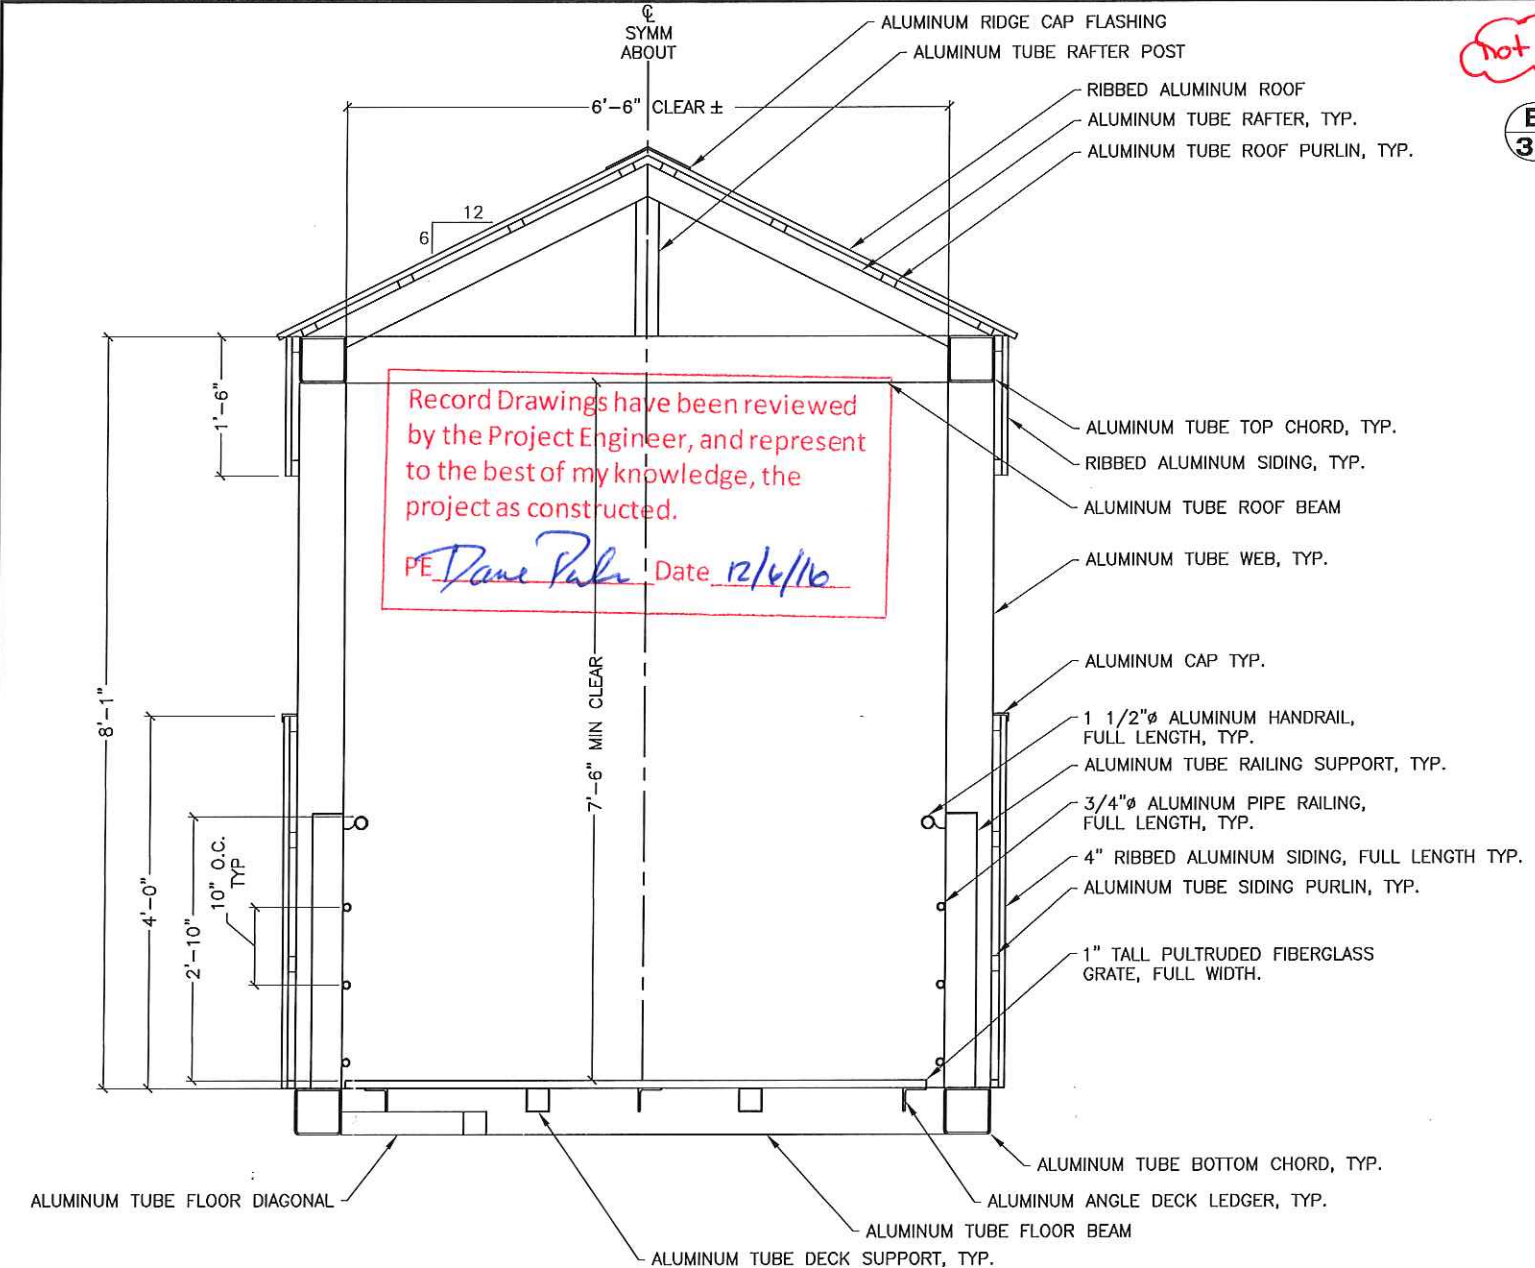 ℄
SYMM
ABOUT
ALUMINUM RIDGE CAP FLASHING
ALUMINUM TUBE RAFTER POST
not
6'-6" CLEAR ±
RIBBED ALUMINUM ROOF
ALUMINUM TUBE RAFTER, TYP.
ALUMINUM TUBE ROOF PURLIN, TYP.
12
6
1'-6"
Record Drawings have been reviewed
by the Project Engineer, and represent
to the best of my knowledge, the
project as constructed.
PE Date 12/6/16
ALUMINUM TUBE TOP CHORD, TYP.
RIBBED ALUMINUM SIDING, TYP.
ALUMINUM TUBE ROOF BEAM
ALUMINUM TUBE WEB, TYP.
ALUMINUM CAP TYP.
8'-1"
7'-6" MIN CLEAR
1 1/2"ø ALUMINUM HANDRAIL,
FULL LENGTH, TYP.
ALUMINUM TUBE RAILING SUPPORT, TYP.
3/4"ø ALUMINUM PIPE RAILING,
FULL LENGTH, TYP.
4" RIBBED ALUMINUM SIDING, FULL LENGTH TYP.
ALUMINUM TUBE SIDING PURLIN, TYP.
4'-0"
2'-10"
10" O.C.
TYP
1" TALL PULTRUDED FIBERGLASS
GRATE, FULL WIDTH.
ALUMINUM TUBE BOTTOM CHORD, TYP.
ALUMINUM TUBE FLOOR DIAGONAL
ALUMINUM ANGLE DECK LEDGER, TYP.
ALUMINUM TUBE FLOOR BEAM
ALUMINUM TUBE DECK SUPPORT, TYP.